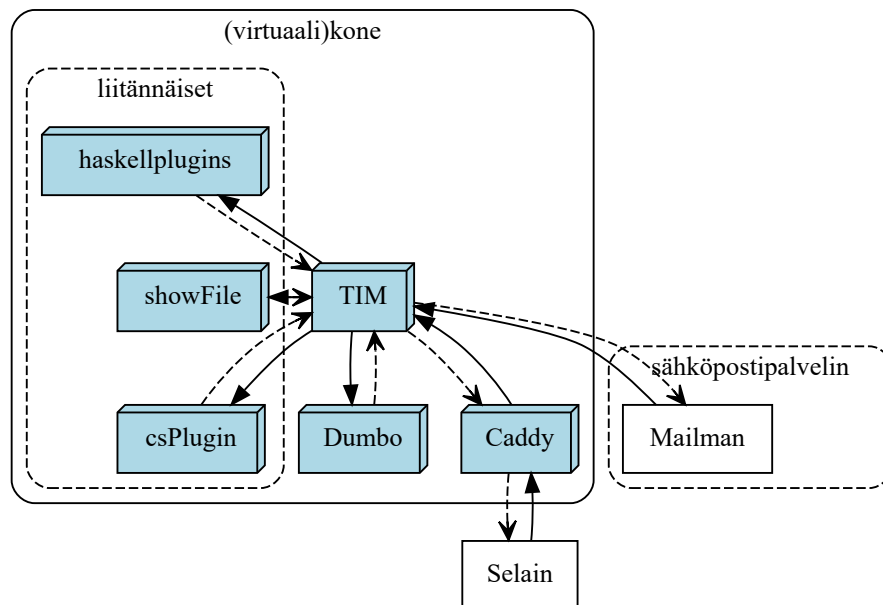 (virtuaali)kone
liitännäiset
haskellplugins
showFile
TIM
sähköpostipalvelin
csPlugin
Dumbo
Caddy
Mailman
Selain